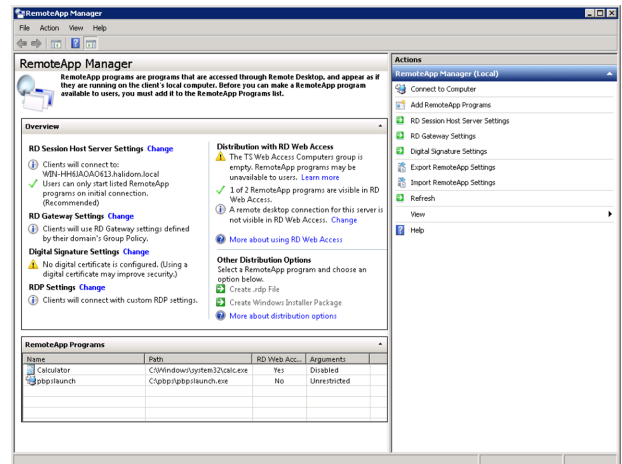 RemoteApp Manager
File Action View Help
RemoteApp Manager
RemoteApp programs are programs that are accessed through Remote Desktop, and appear as if
they are running on the client's local computer. Before you can make a RemoteApp program
available to users, you must add it to the RemoteApp Programs list.
Overview
RD Session Host Server Settings Change
Clients will connect to:
WIN-HH6JAOAO613.halidom.local
Users can only start listed RemoteApp
programs on initial connection.
(Recommended)
RD Gateway Settings Change
Clients will use RD Gateway settings defined
by their domain's Group Policy.
Digital Signature Settings Change
No digital certificate is configured. (Using a
digital certificate may improve security.)
RDP Settings Change
Clients will connect with custom RDP settings.
Distribution with RD Web Access
The TS Web Access Computers group is
empty. RemoteApp programs may be
unavailable to users. Learn more
1 of 2 RemoteApp programs are visible in RD
Web Access.
A remote desktop connection for this server is
not visible in RD Web Access. Change
More about using RD Web Access
Other Distribution Options
Select a RemoteApp program and choose an
option below.
Create .rdp File
Create Windows Installer Package
More about distribution options
RemoteApp Programs
Name Path RD Web Acc... Arguments
Calculator C:\Windows\system32\calc.exe Yes Disabled
pbpslaunch C:\pbps\pbpslaunch.exe No Unrestricted
Actions
RemoteApp Manager (Local)
Connect to Computer
Add RemoteApp Programs
RD Session Host Server Settings
RD Gateway Settings
Digital Signature Settings
Export RemoteApp Settings
Import RemoteApp Settings
Refresh
View
Help